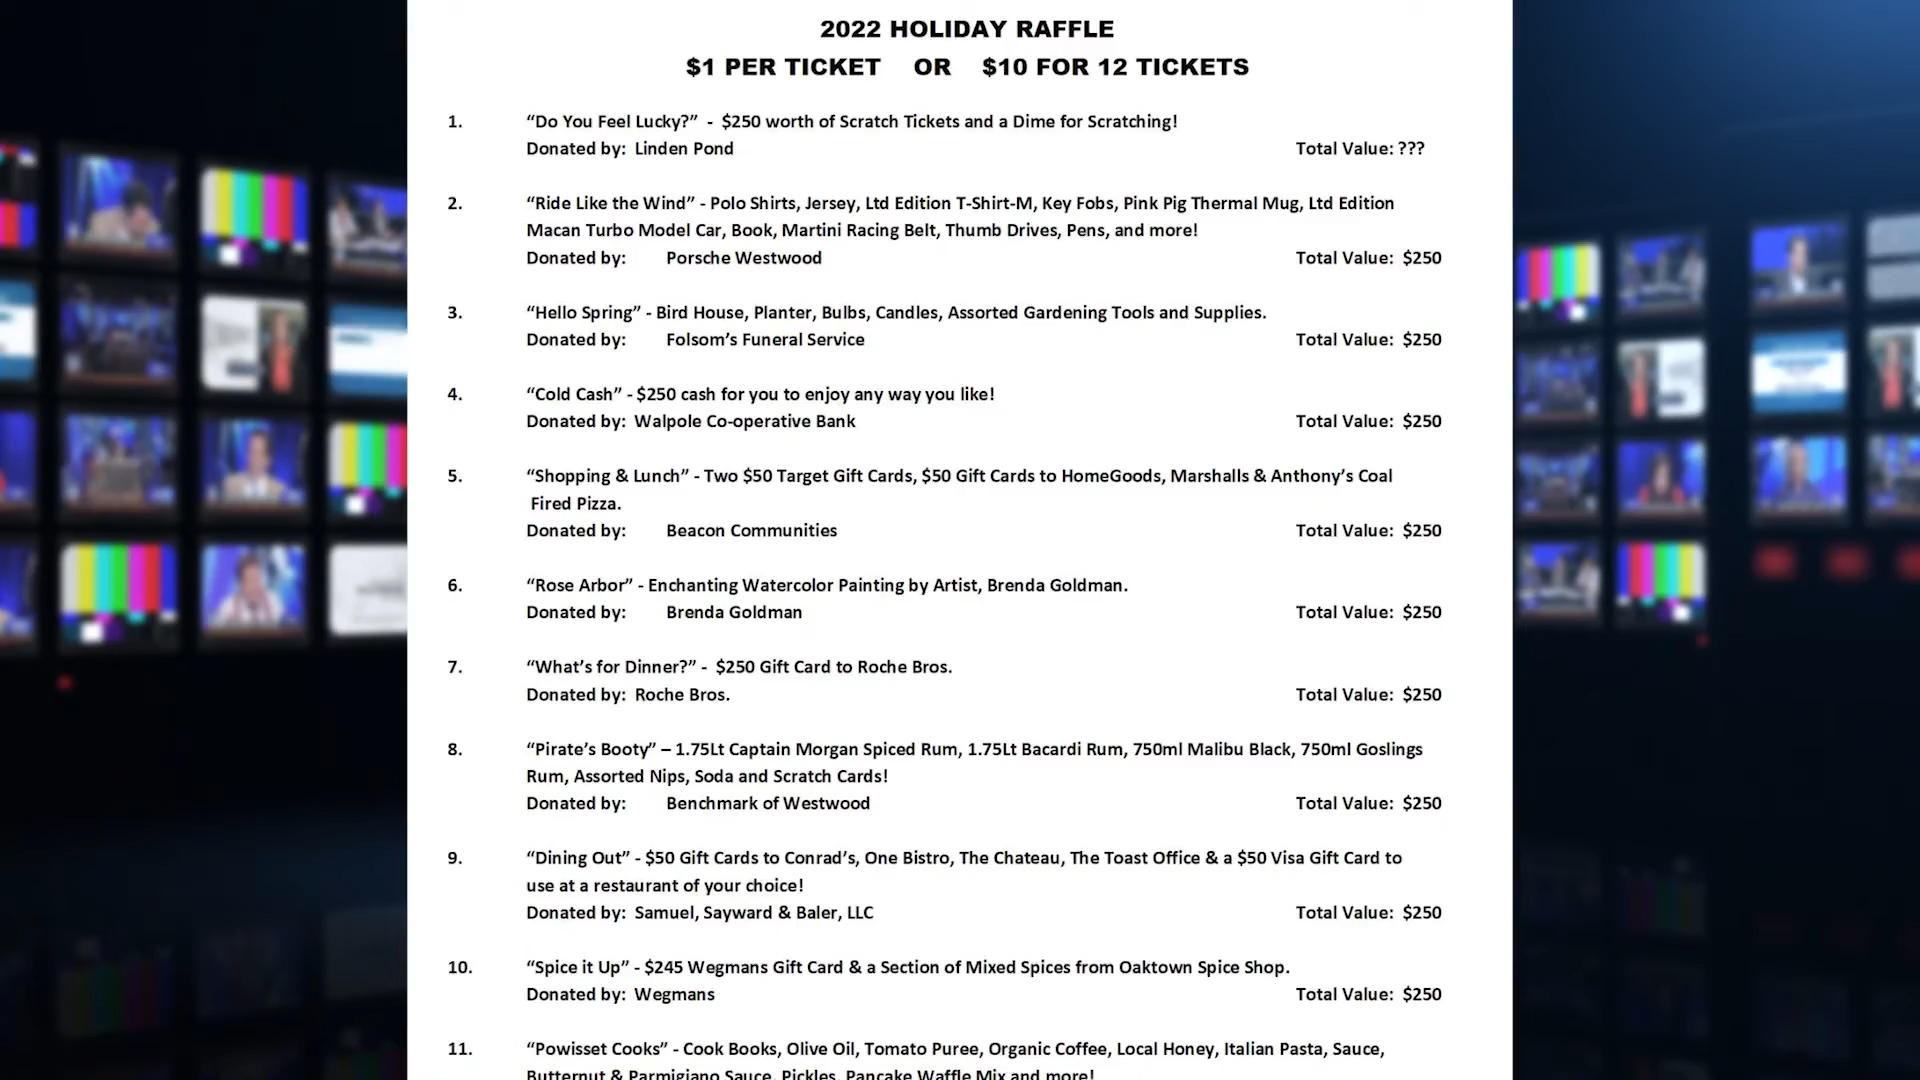 2022 HOLIDAY RAFFLE
$1 PER TICKET OR $10 FOR 12 TICKETS
1. “Do You Feel Lucky?” - $250 worth of Scratch Tickets and a Dime for Scratching!
Donated by: Linden Pond Total Value: ???
2. “Ride Like the Wind” - Polo Shirts, Jersey, Ltd Edition T-Shirt-M, Key Fobs, Pink Pig Thermal Mug, Ltd Edition
Macan Turbo Model Car, Book, Martini Racing Belt, Thumb Drives, Pens, and more!
Donated by: Porsche Westwood Total Value: $250
3. “Hello Spring” - Bird House, Planter, Bulbs, Candles, Assorted Gardening Tools and Supplies.
Donated by: Folsom’s Funeral Service Total Value: $250
4. “Cold Cash” - $250 cash for you to enjoy any way you like!
Donated by: Walpole Co-operative Bank Total Value: $250
5. “Shopping & Lunch” - Two $50 Target Gift Cards, $50 Gift Cards to HomeGoods, Marshalls & Anthony’s Coal
Fired Pizza.
Donated by: Beacon Communities Total Value: $250
6. “Rose Arbor” - Enchanting Watercolor Painting by Artist, Brenda Goldman.
Donated by: Brenda Goldman Total Value: $250
7. “What’s for Dinner?” - $250 Gift Card to Roche Bros.
Donated by: Roche Bros. Total Value: $250
8. “Pirate’s Booty” – 1.75Lt Captain Morgan Spiced Rum, 1.75Lt Bacardi Rum, 750ml Malibu Black, 750ml Goslings
Rum, Assorted Nips, Soda and Scratch Cards!
Donated by: Benchmark of Westwood Total Value: $250
9. “Dining Out” - $50 Gift Cards to Conrad’s, One Bistro, The Chateau, The Toast Office & a $50 Visa Gift Card to
use at a restaurant of your choice!
Donated by: Samuel, Sayward & Baler, LLC Total Value: $250
10. “Spice it Up” - $245 Wegmans Gift Card & a Section of Mixed Spices from Oaktown Spice Shop.
Donated by: Wegmans Total Value: $250
11. “Powisset Cooks” - Cook Books, Olive Oil, Tomato Puree, Organic Coffee, Local Honey, Italian Pasta, Sauce,
Butternut & Parmigiano Sauce, Pickles, Pancake Waffle Mix and more!